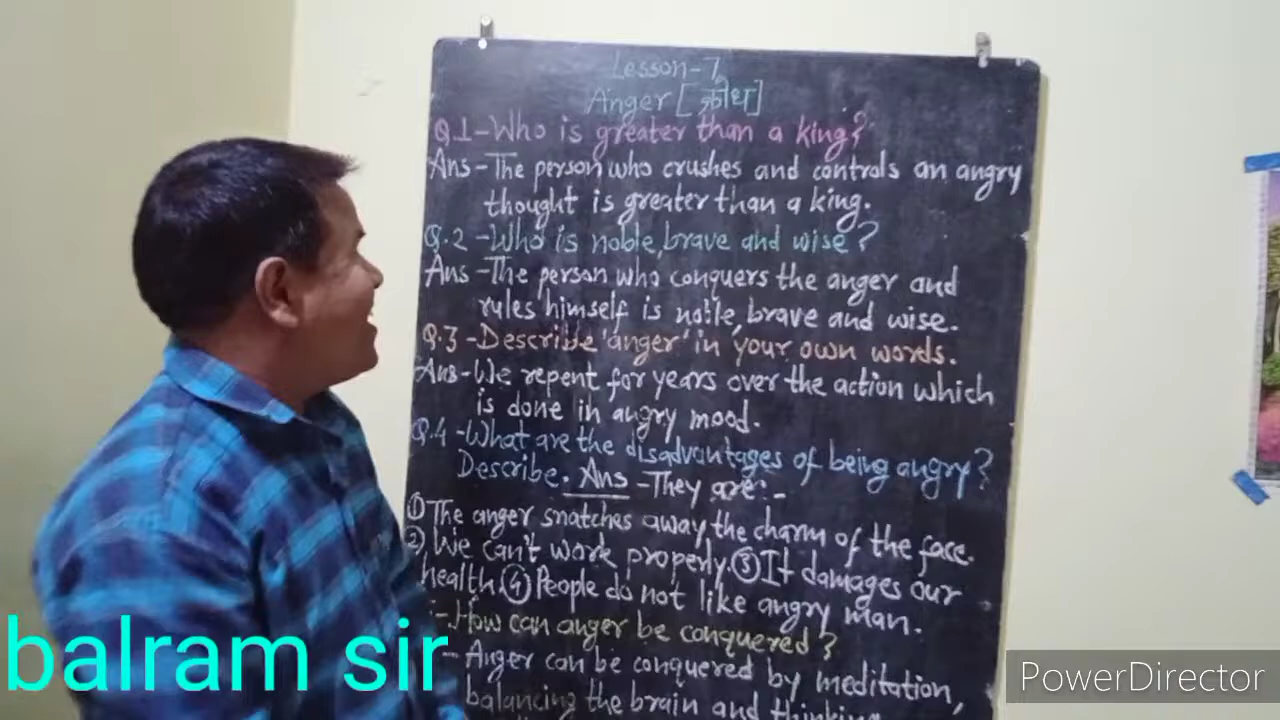 Lesson-7
Anger [क्रोध]
Q.1-Who is greater than a king?
Ans-The person who crushes and controls an angry
thought is greater than a king.
Q.2-Who is noble, brave and wise?
Ans-The person who conquers the anger and
rules himself is noble, brave and wise.
Q.3-Describe 'anger' in your own words.
Ans-We repent for years over the action which
is done in angry mood.
Q.4-What are the disadvantages of being angry?
Describe. Ans-They are:-
① The anger snatches away the charm of the face.
② We can't work properly. ③ It damages our
health. ④ People do not like angry man.
:-. How can anger be conquered?
- Anger can be conquered by meditation,
balancing the brain and thinking
balram sir
PowerDirector